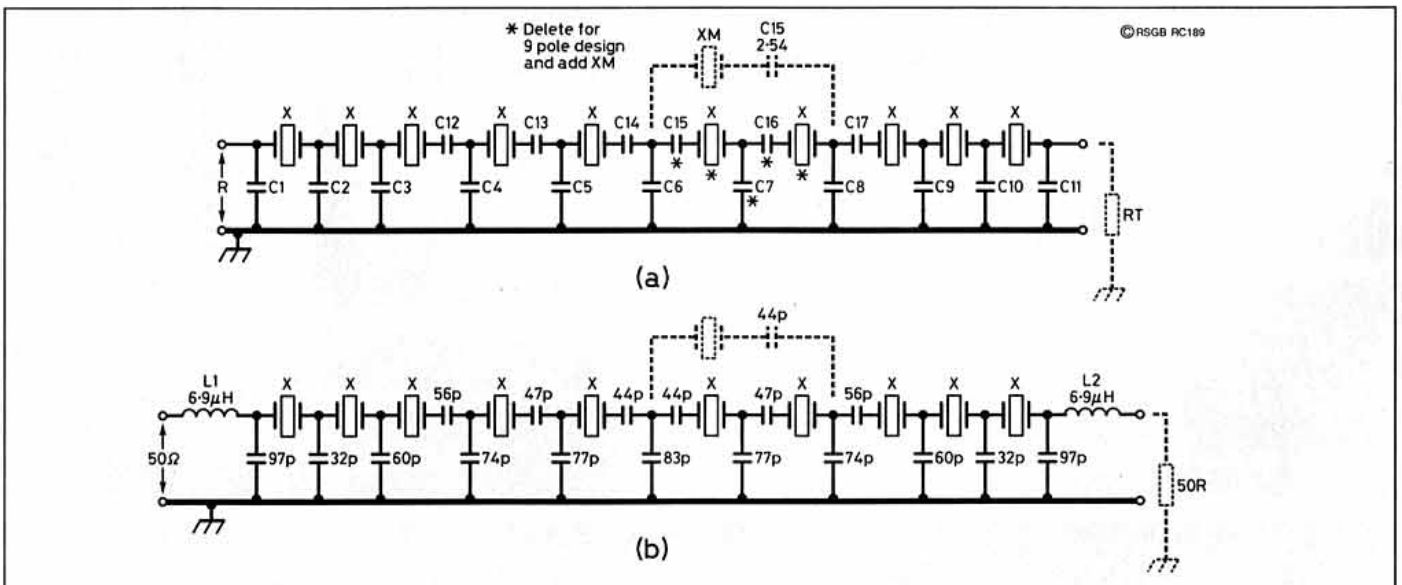 * Delete for
9 pole design
and add XM
XM
C15
2·54
©RSGB RC189
X X X C12 X C13 X C14 C15 X C16 X C17 X X X
* * * *
*
R C1 C2 C3 C4 C5 C6 C7 C8 C9 C10 C11 RT
(a)
44p
L1
6·9µH
X X X 56p X 47p X 44p 44p X 47p X 56p X X X
L2
6·9µH
50Ω 97p 32p 60p 74p 77p 83p 77p 74p 60p 32p 97p 50R
(b)